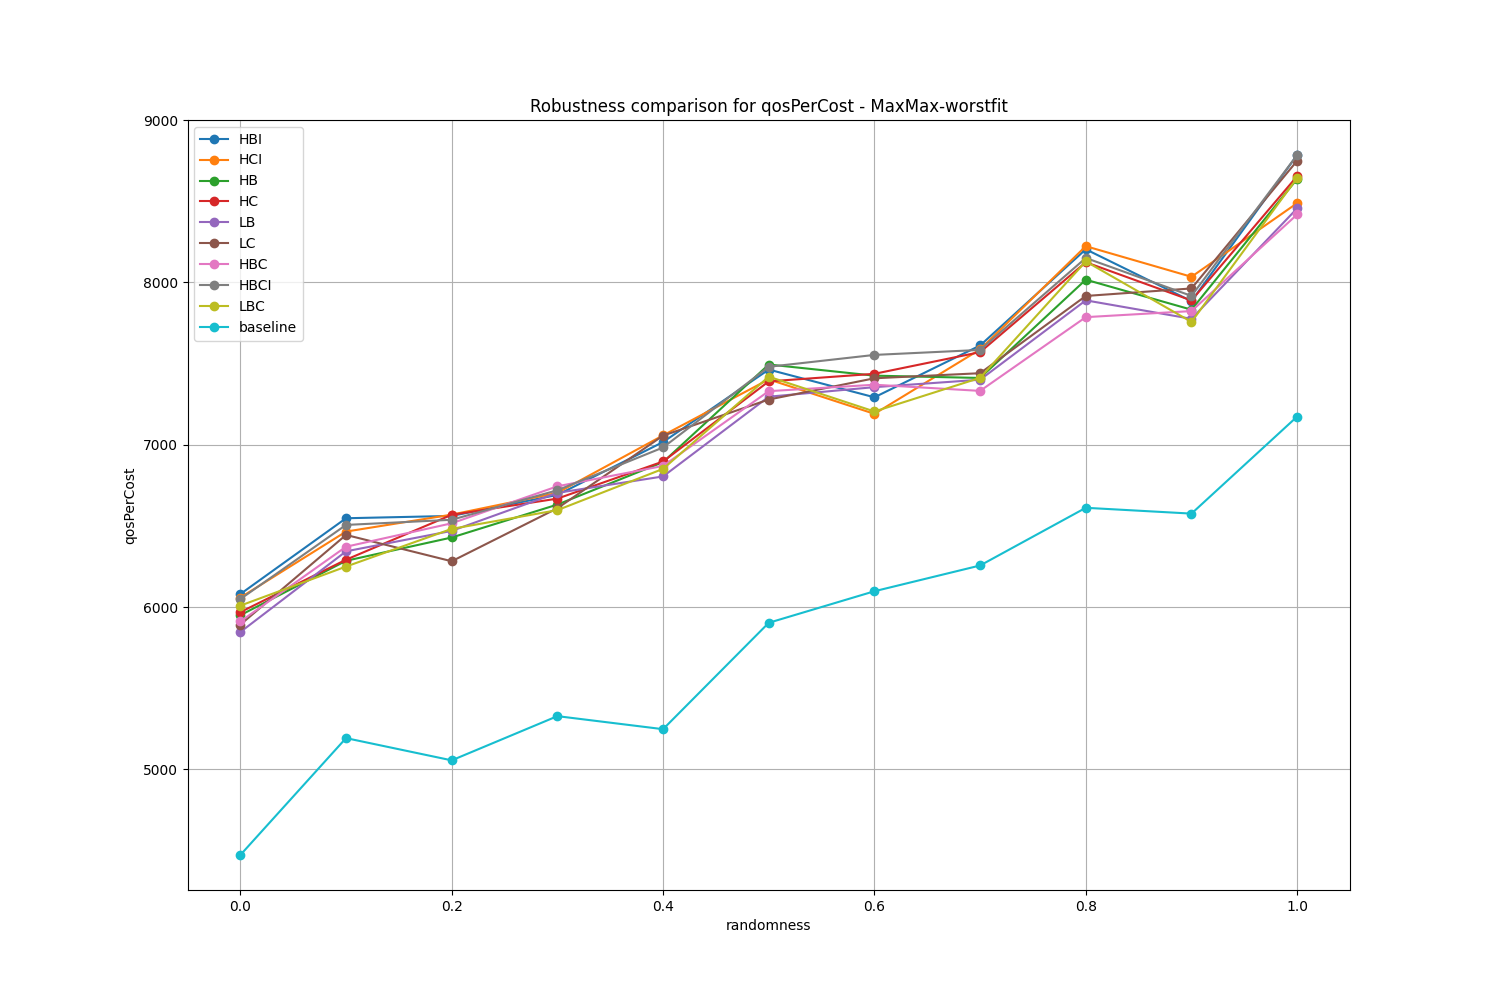 Robustness comparison for qosPerCost - MaxMax-worstfit
9000
8000
7000
6000
5000
qosPerCost
HBI
HCI
HB
HC
LB
LC
HBC
HBCI
LBC
baseline
0.0
0.2
0.4
0.6
0.8
1.0
randomness